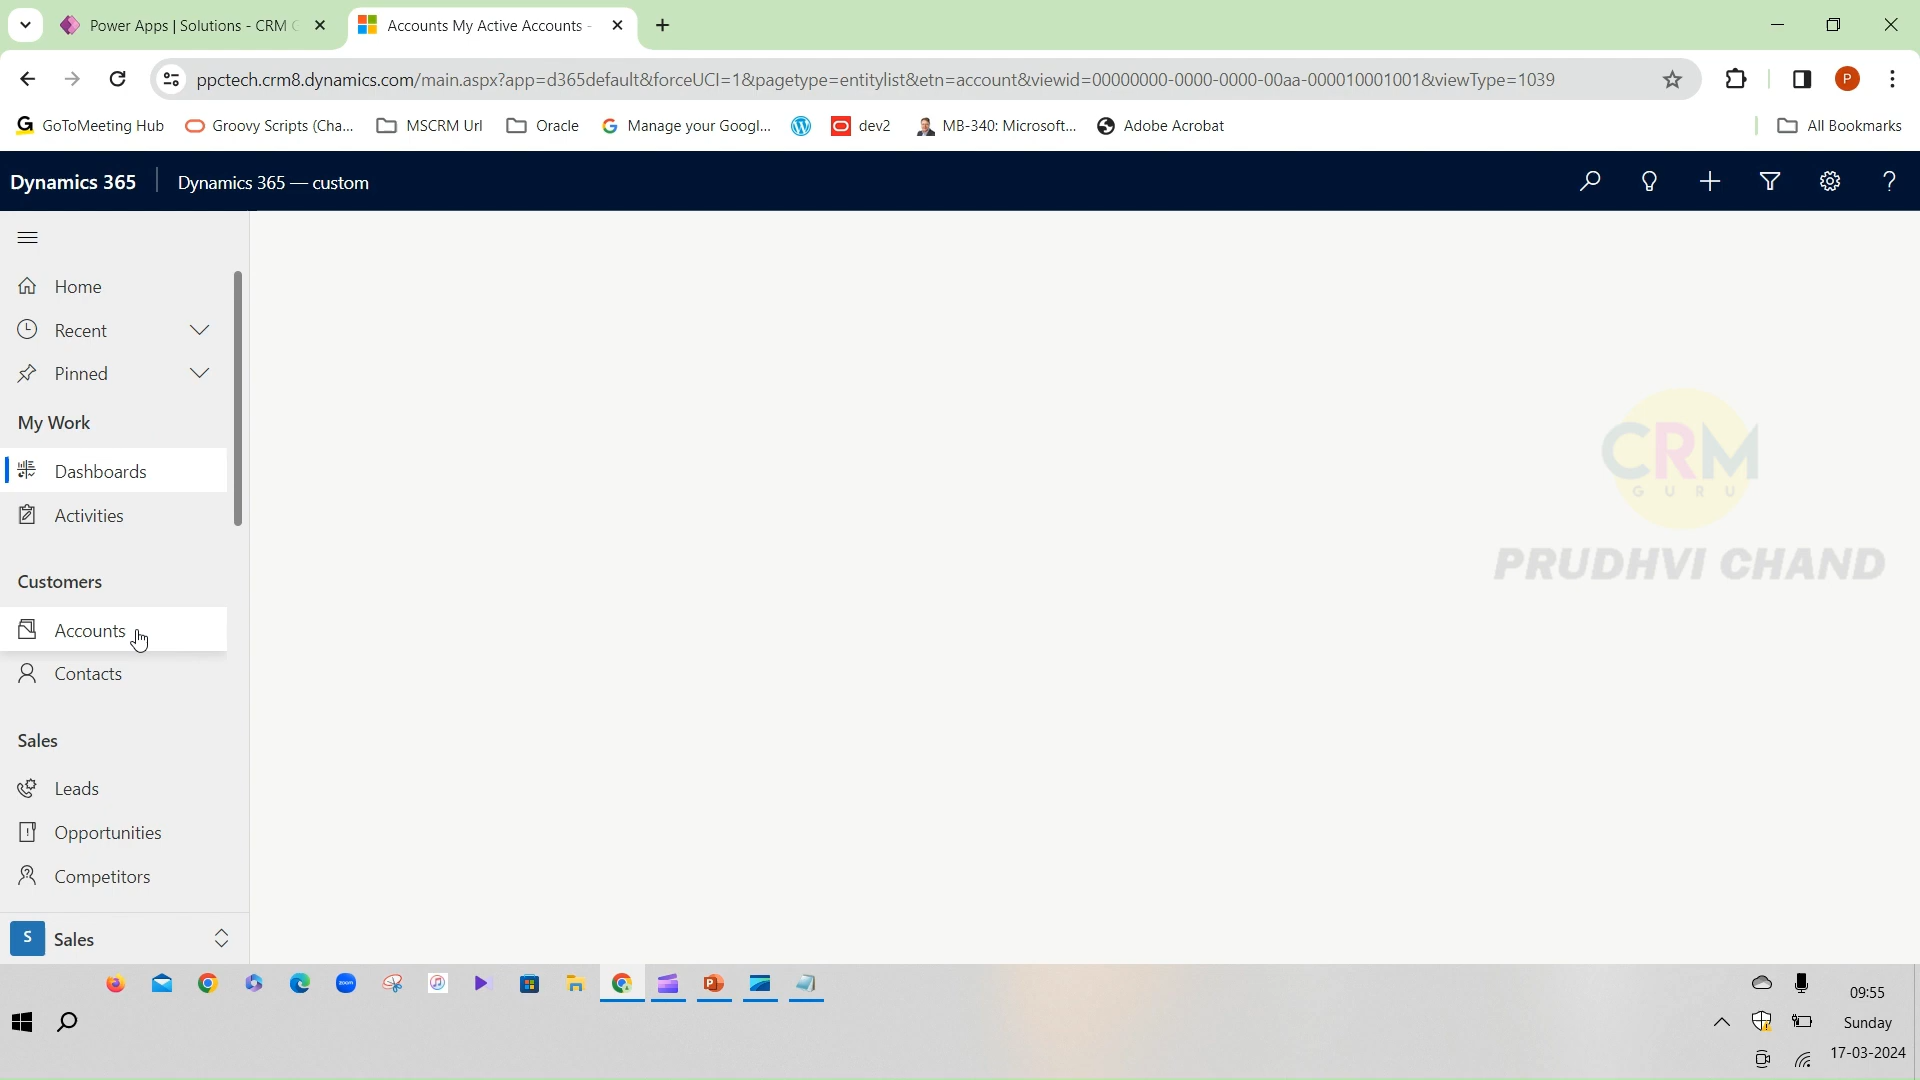 Power Apps | Solutions - CRM
Accounts My Active Accounts -
ppctech.crm8.dynamics.com/main.aspx?app=d365default&forceUCI=1&pagetype=entitylist&etn=account&viewid=00000000-0000-0000-00aa-000010001001&viewType=1039
P
GoToMeeting Hub
Groovy Scripts (Cha...
MSCRM Url
Oracle
Manage your Googl...
dev2
MB-340: Microsoft...
Adobe Acrobat
All Bookmarks
Dynamics 365
Dynamics 365 — custom
Home
Recent
Pinned
My Work
Dashboards
Activities
CRM
GURU
PRUDHVI CHAND
Customers
Accounts
Contacts
Sales
Leads
Opportunities
Competitors
S Sales
zoom
09:55
Sunday
17-03-2024